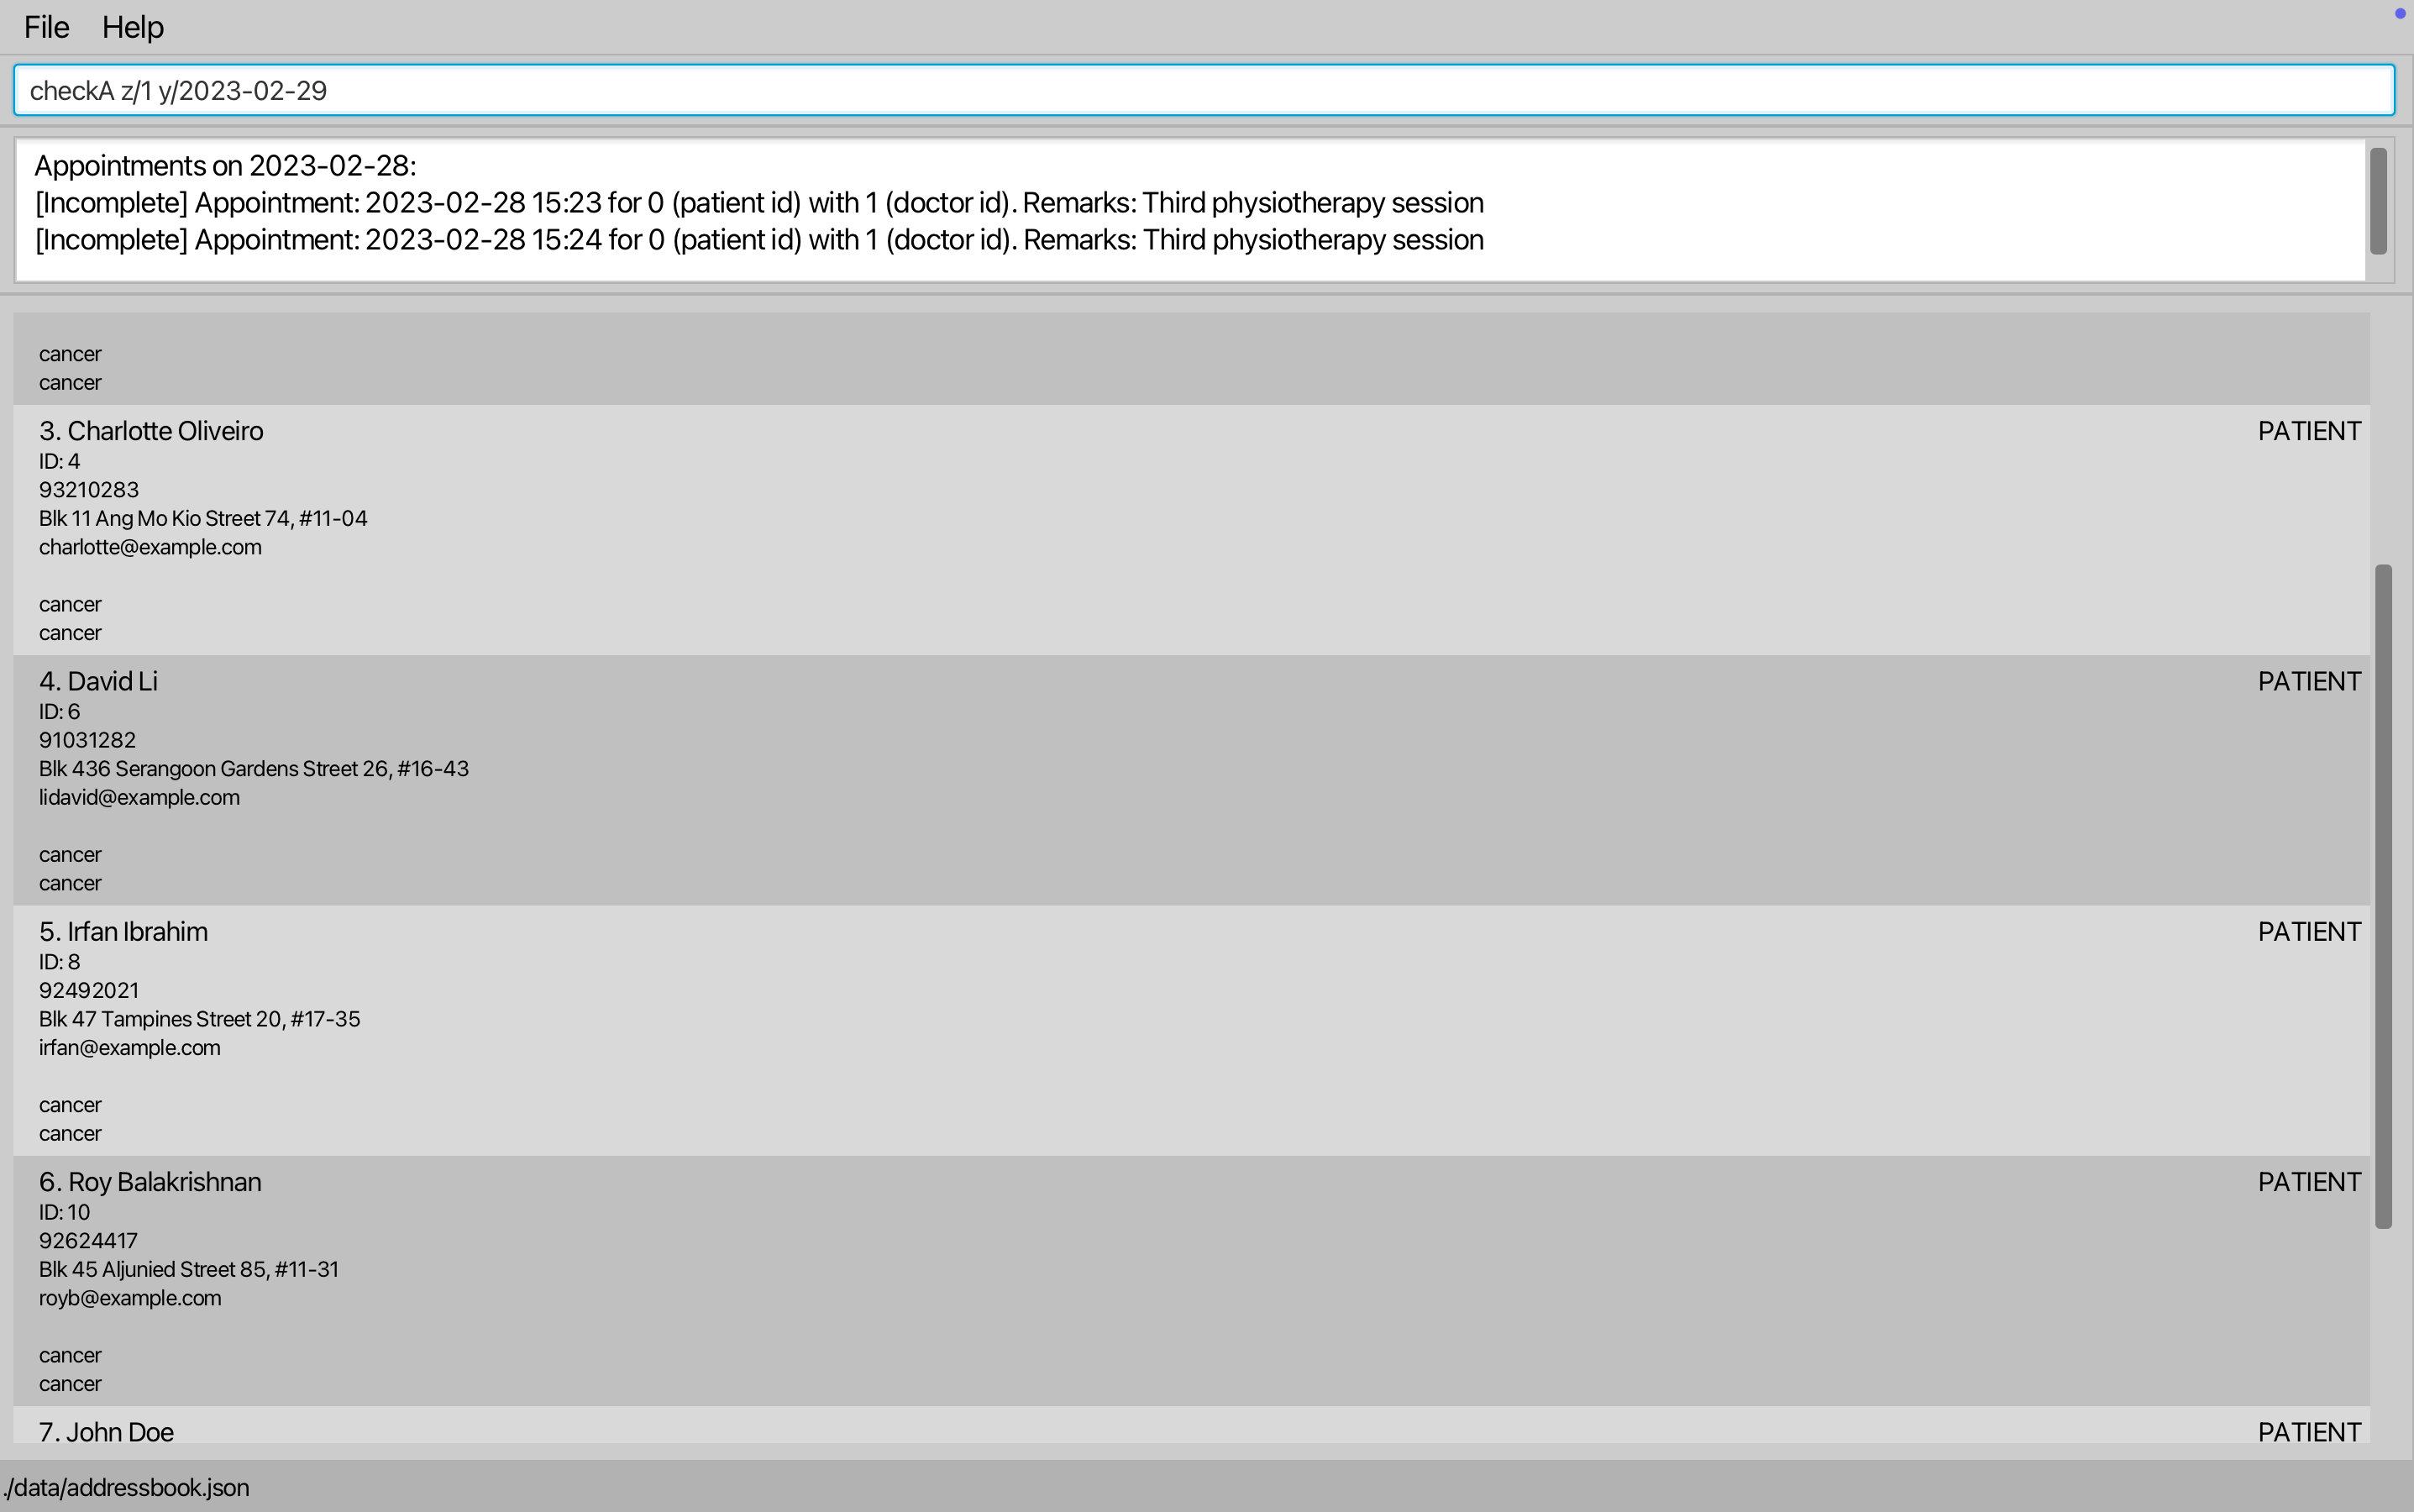 File Help
checkA z/1 y/2023-02-29
Appointments on 2023-02-28:
[Incomplete] Appointment: 2023-02-28 15:23 for 0 (patient id) with 1 (doctor id). Remarks: Third physiotherapy session
[Incomplete] Appointment: 2023-02-28 15:24 for 0 (patient id) with 1 (doctor id). Remarks: Third physiotherapy session
cancer
cancer
3. Charlotte Oliveiro PATIENT
ID: 4
93210283
Blk 11 Ang Mo Kio Street 74, #11-04
charlotte@example.com
cancer
cancer
4. David Li PATIENT
ID: 6
91031282
Blk 436 Serangoon Gardens Street 26, #16-43
lidavid@example.com
cancer
cancer
5. Irfan Ibrahim PATIENT
ID: 8
92492021
Blk 47 Tampines Street 20, #17-35
irfan@example.com
cancer
cancer
6. Roy Balakrishnan PATIENT
ID: 10
92624417
Blk 45 Aljunied Street 85, #11-31
royb@example.com
cancer
cancer
7. John Doe PATIENT
./data/addressbook.json